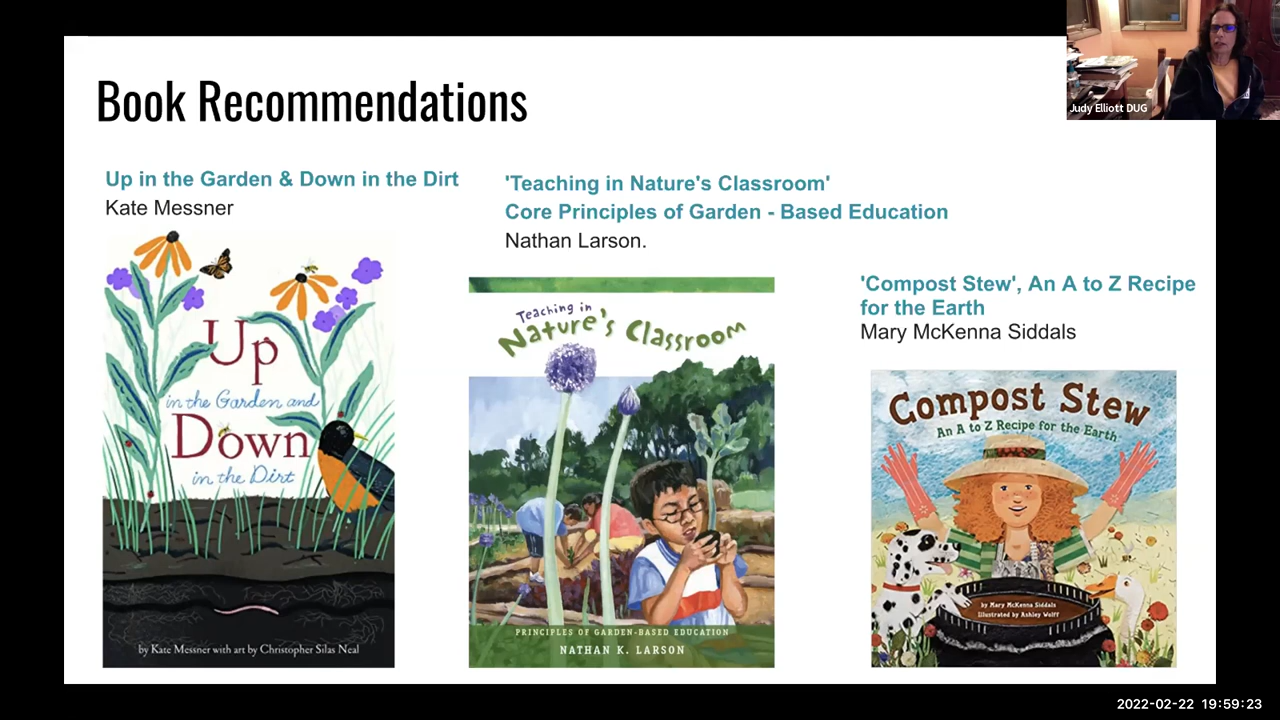 Judy Elliott DUG
Book Recommendations
Up in the Garden & Down in the Dirt
Kate Messner
Up
in the Garden and
Down
in the Dirt
by Kate Messner with art by Christopher Silas Neal
'Teaching in Nature's Classroom'
Core Principles of Garden - Based Education
Nathan Larson.
Teaching in
Nature's Classroom
PRINCIPLES OF GARDEN-BASED EDUCATION
NATHAN K. LARSON
'Compost Stew', An A to Z Recipe
for the Earth
Mary McKenna Siddals
Compost Stew
An A to Z Recipe for the Earth
by Mary McKenna Siddals
Illustrated by Ashley Wolff
2022-02-22 19:59:23